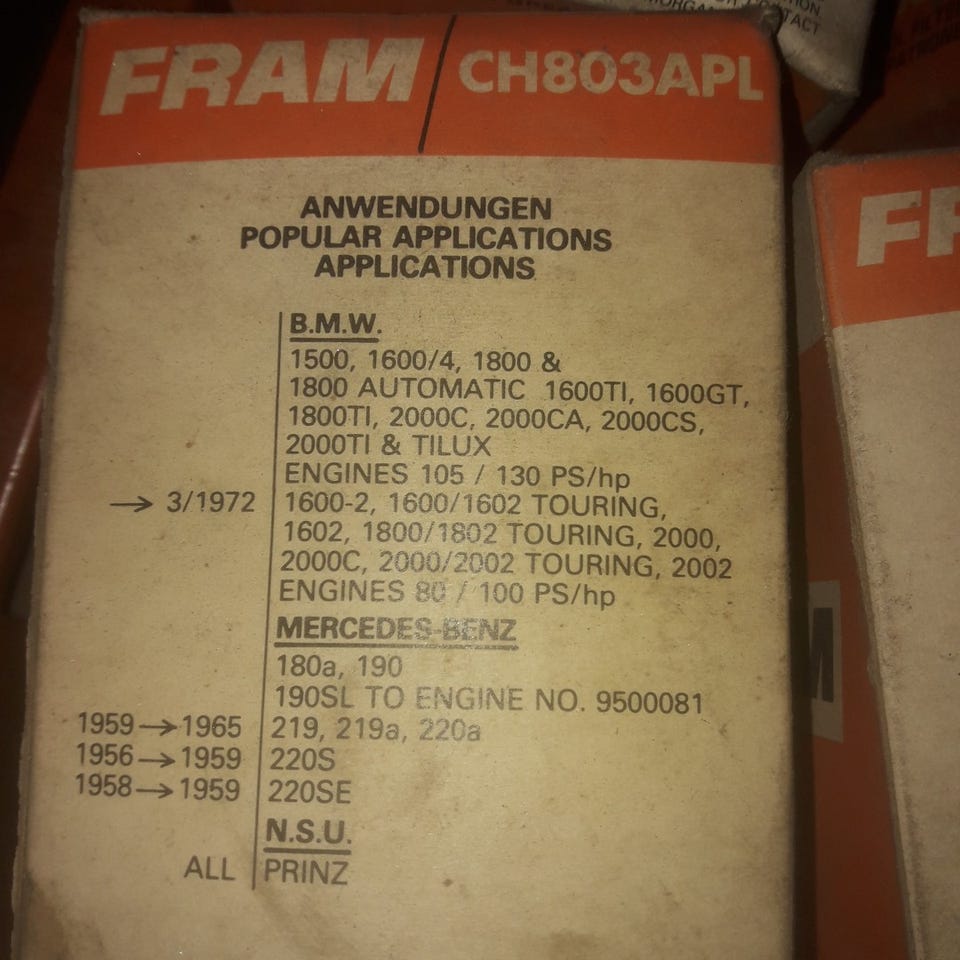 FRAM / CH803APL
ANWENDUNGEN
POPULAR APPLICATIONS
APPLICATIONS
B.M.W.
1500, 1600/4, 1800 &
1800 AUTOMATIC 1600TI, 1600GT,
1800TI, 2000C, 2000CA, 2000CS,
2000TI & TILUX
ENGINES 105 / 130 PS/hp
→ 3/1972 1600-2, 1600/1602 TOURING,
1602, 1800/1802 TOURING, 2000,
2000C, 2000/2002 TOURING, 2002
ENGINES 80 / 100 PS/hp
MERCEDES-BENZ
180a, 190
190SL TO ENGINE NO. 9500081
1959 → 1965 219, 219a, 220a
1956 → 1959 220S
1958 → 1959 220SE
N.S.U.
ALL PRINZ
TACT